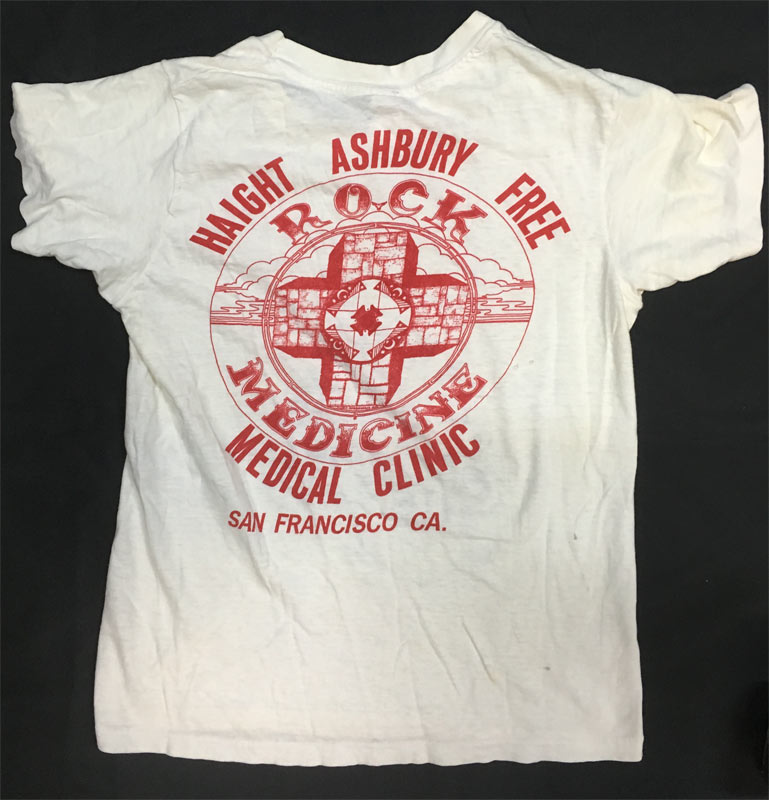 HAIGHT ASHBURY FREE
ROCK
MEDICINE
MEDICAL CLINIC
SAN FRANCISCO CA.